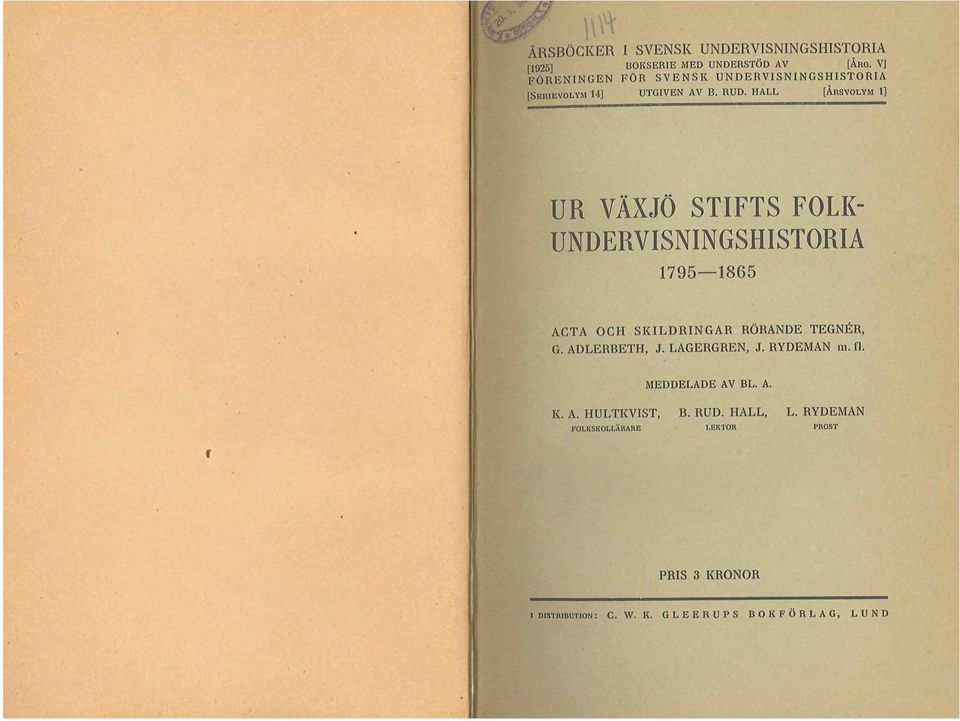 1114
ÅRSBÖCKER I SVENSK UNDERVISNINGSHISTORIA
[1925] BOKSERIE MED UNDERSTÖD AV [ÅRG. V]
FÖRENINGEN FÖR SVENSK UNDERVISNINGSHISTORIA
[SERIEVOLYM 14] UTGIVEN AV B. RUD. HALL [ÅRSVOLYM 1]
UR VÄXJÖ STIFTS FOLK-
UNDERVISNINGSHISTORIA
1795—1865
ACTA OCH SKILDRINGAR RÖRANDE TEGNÉR,
G. ADLERBETH, J. LAGERGREN, J. RYDEMAN m. fl.
MEDDELADE AV BL. A.
K. A. HULTKVIST, B. RUD. HALL, L. RYDEMAN
FOLKSKOLLÄRARE LEKTOR PROST
PRIS 3 KRONOR
I DISTRIBUTION: C. W. K. GLEERUPS BOKFÖRLAG, LUND